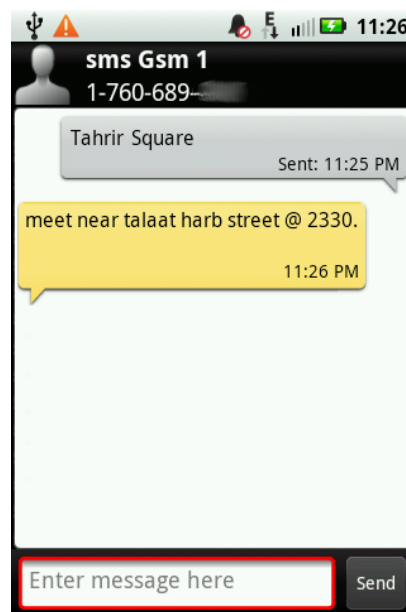 E
11:26
sms Gsm 1
1-760-689-
Tahrir Square
Sent: 11:25 PM
meet near talaat harb street @ 2330.
11:26 PM
Enter message here
Send